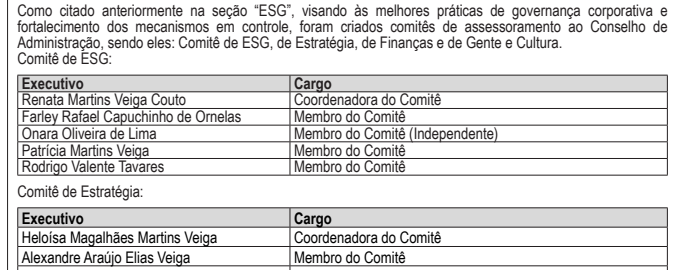 Como citado anteriormente na seção “ESG”, visando às melhores práticas de governança corporativa e
fortalecimento dos mecanismos em controle, foram criados comitês de assessoramento ao Conselho de
Administração, sendo eles: Comitê de ESG, de Estratégia, de Finanças e de Gente e Cultura.
Comitê de ESG:
Executivo Cargo
Renata Martins Veiga Couto Coordenadora do Comitê
Farley Rafael Capuchinho de Ornelas Membro do Comitê
Onara Oliveira de Lima Membro do Comitê (Independente)
Patrícia Martins Veiga Membro do Comitê
Rodrigo Valente Tavares Membro do Comitê
Comitê de Estratégia:
Executivo Cargo
Heloísa Magalhães Martins Veiga Coordenadora do Comitê
Alexandre Araújo Elias Veiga Membro do Comitê